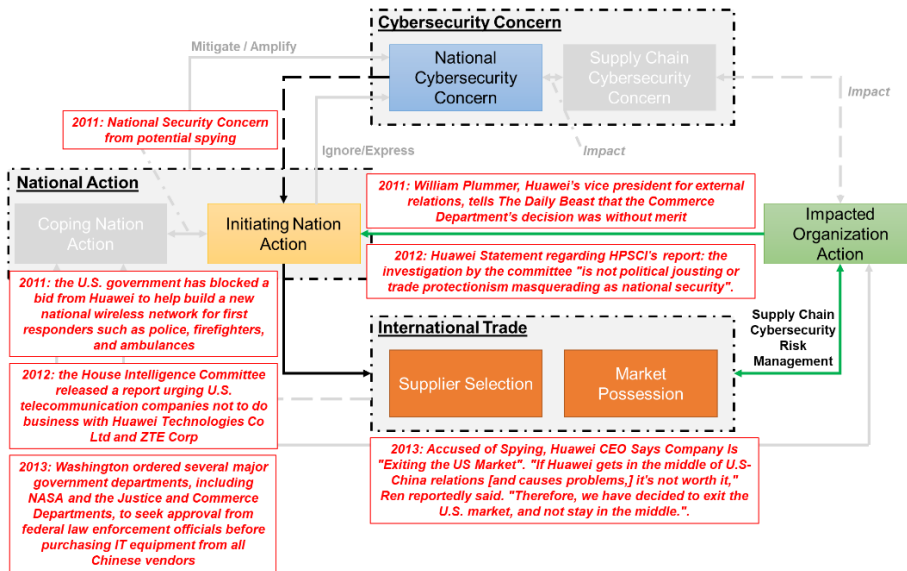 Cybersecurity Concern
Mitigate / Amplify
National
Cybersecurity
Concern
Supply Chain
Cybersecurity
Concern
Impact
2011: National Security Concern
from potential spying
Ignore/Express
Impact
National Action
Coping Nation
Action
Initiating Nation
Action
2011: William Plummer, Huawei's vice president for external
relations, tells The Daily Beast that the Commerce
Department's decision was without merit
Impacted
Organization
Action
2012: Huawei Statement regarding HPSCI's report: the
investigation by the committee "is not political jousting or
trade protectionism masquerading as national security".
2011: the U.S. government has blocked a
bid from Huawei to help build a new
national wireless network for first
responders such as police, firefighters,
and ambulances
International Trade
Supply Chain
Cybersecurity
Risk
Management
Supplier Selection
Market
Possession
2012: the House Intelligence Committee
released a report urging U.S.
telecommunication companies not to do
business with Huawei Technologies Co
Ltd and ZTE Corp
2013: Accused of Spying, Huawei CEO Says Company Is
"Exiting the US Market". "If Huawei gets in the middle of U.S-
China relations [and causes problems,] it's not worth it,"
Ren reportedly said. "Therefore, we have decided to exit the
U.S. market, and not stay in the middle.".
2013: Washington ordered several major
government departments, including
NASA and the Justice and Commerce
Departments, to seek approval from
federal law enforcement officials before
purchasing IT equipment from all
Chinese vendors